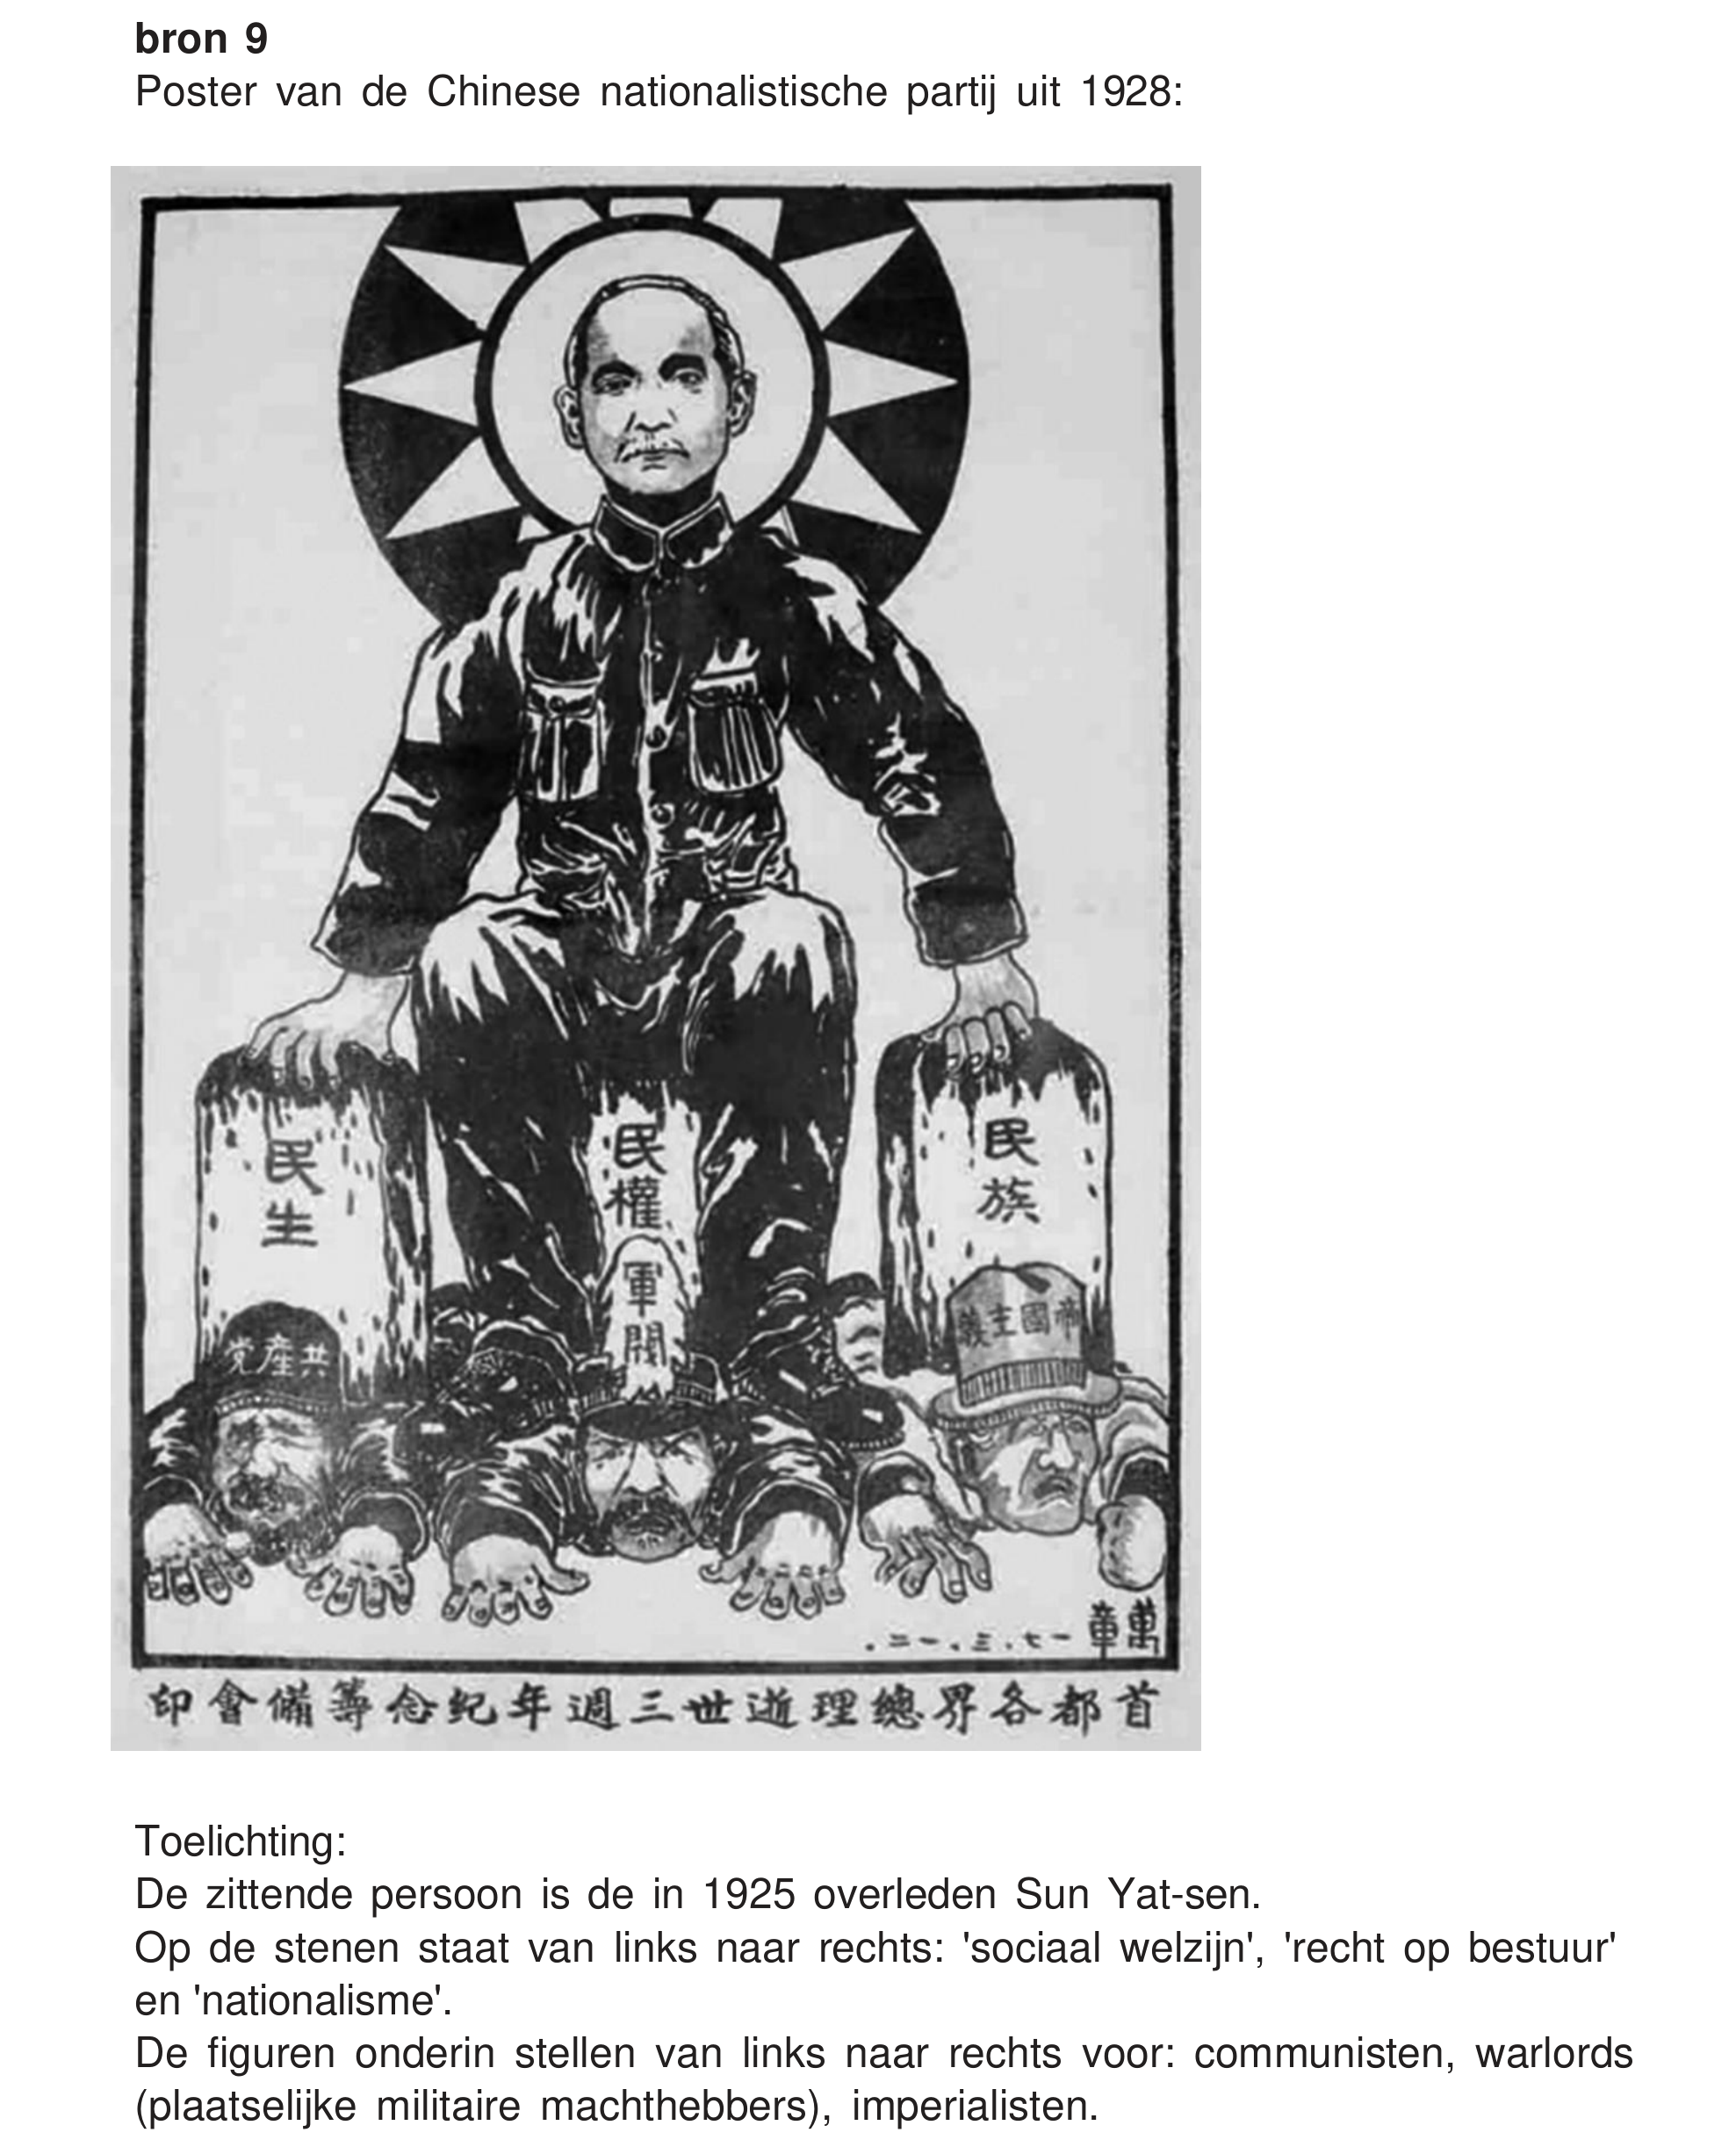 bron 9
Poster van de Chinese nationalistische partij uit 1928:
民生
民權
民族
共產党
軍閥
帝國主義
一七.三.一二.
首都各界總理逝世三週年紀念籌備會印
Toelichting:
De zittende persoon is de in 1925 overleden Sun Yat-sen.
Op de stenen staat van links naar rechts: 'sociaal welzijn', 'recht op bestuur'
en 'nationalisme'.
De figuren onderin stellen van links naar rechts voor: communisten, warlords
(plaatselijke militaire machthebbers), imperialisten.